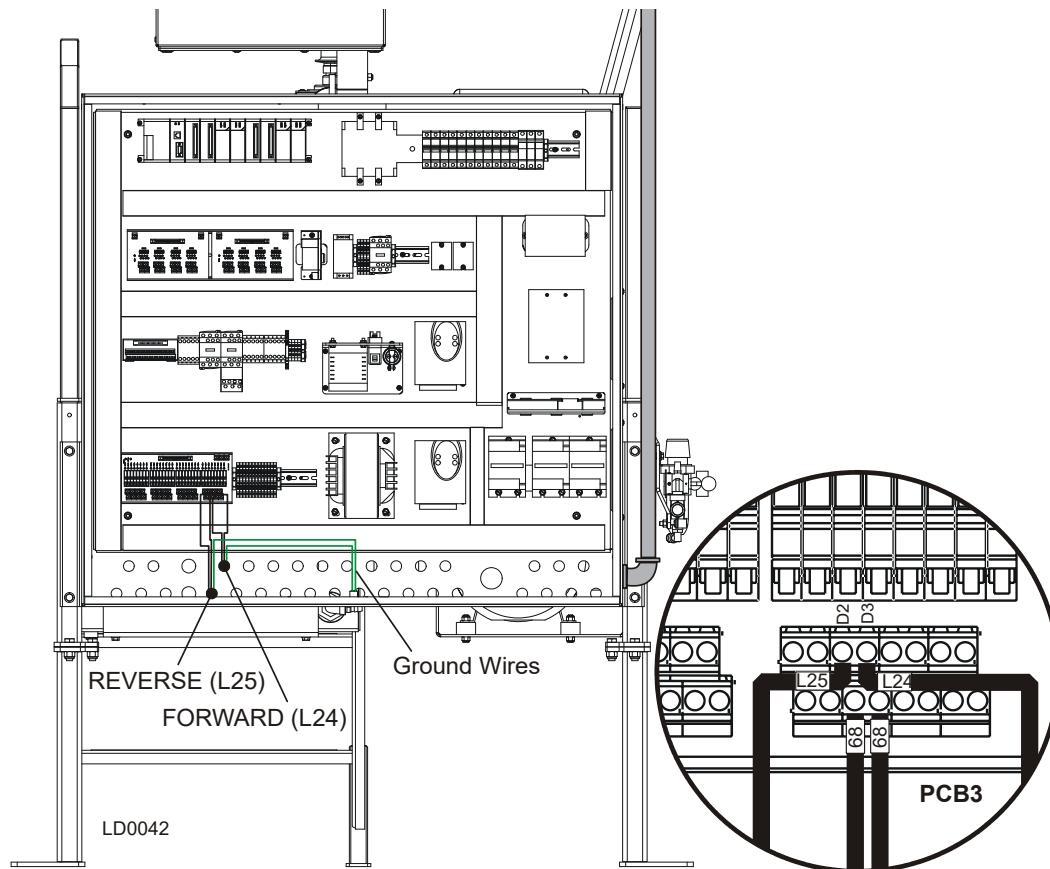 REVERSE (L25)
FORWARD (L24)
Ground Wires
LD0042
D2
D3
L25
L24
68
68
PCB3